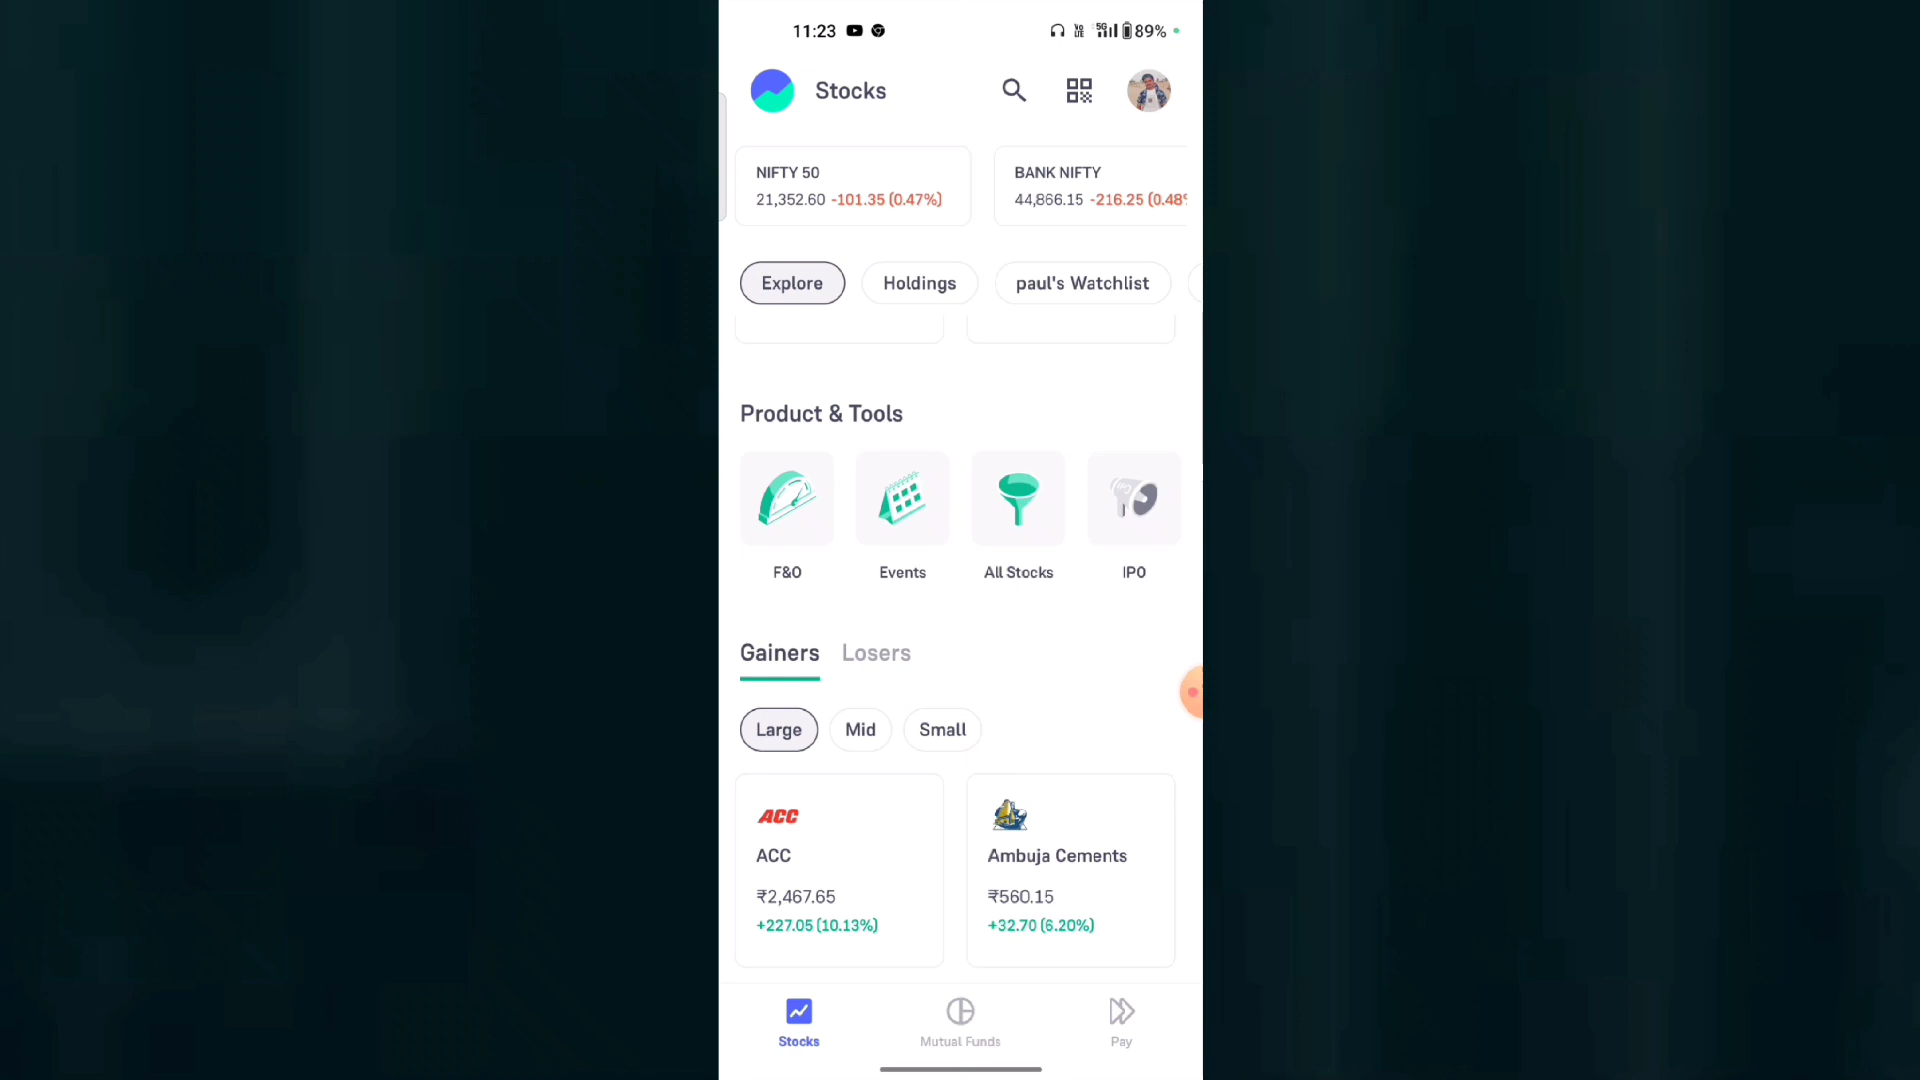 11:23
5G
89%
Stocks
NIFTY 50
21,352.60 -101.35 (0.47%)
BANK NIFTY
44,866.15 -216.25 (0.48
Explore
Holdings
paul's Watchlist
Product & Tools
F&O
Events
All Stocks
IPO
Gainers
Losers
Large
Mid
Small
ACC
ACC
₹2,467.65
+227.05 (10.13%)
Ambuja Cements
₹560.15
+32.70 (6.20%)
Stocks
Mutual Funds
Pay